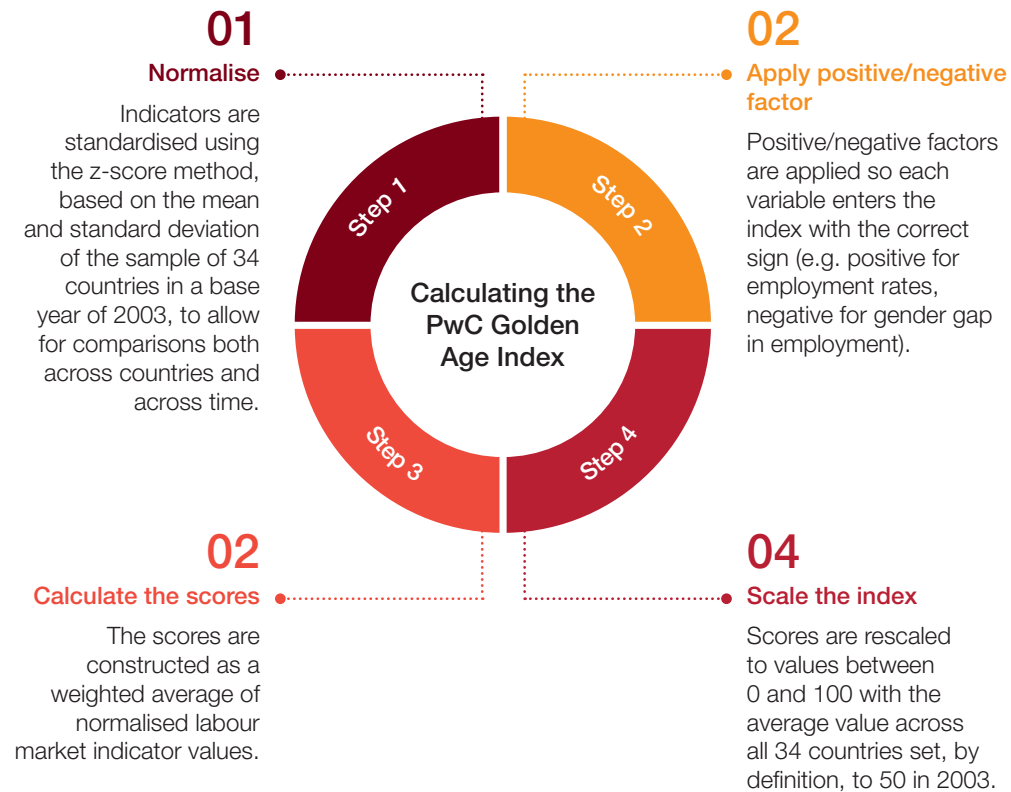 01
Normalise
Indicators are
standardised using
the z-score method,
based on the mean
and standard deviation
of the sample of 34
countries in a base
year of 2003, to allow
for comparisons both
across countries and
across time.
02
Apply positive/negative
factor
Positive/negative factors
are applied so each
variable enters the
index with the correct
sign (e.g. positive for
employment rates,
negative for gender gap
in employment).
Step 1
Step 2
Calculating the
PwC Golden
Age Index
Step 3
Step 4
02
Calculate the scores
The scores are
constructed as a
weighted average of
normalised labour
market indicator values.
04
Scale the index
Scores are rescaled
to values between
0 and 100 with the
average value across
all 34 countries set, by
definition, to 50 in 2003.